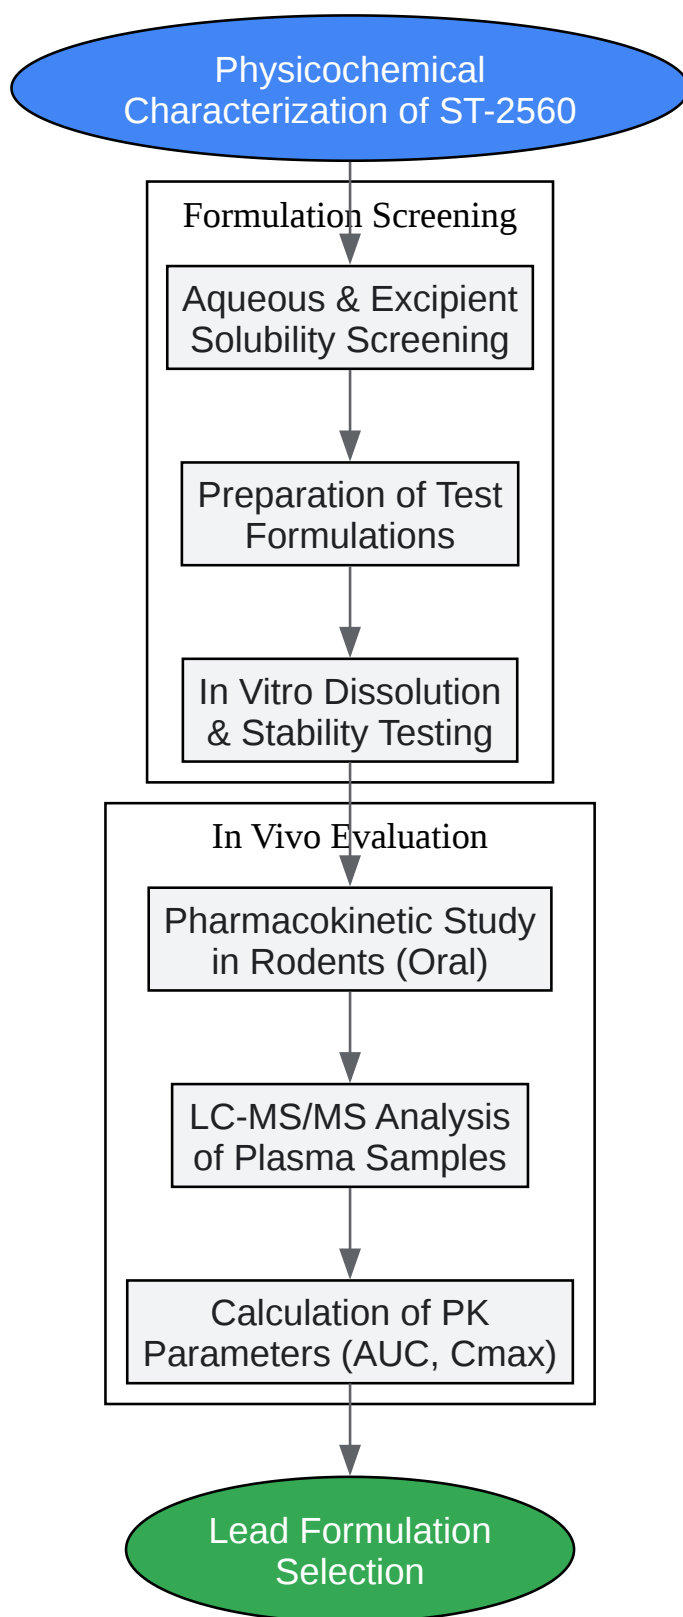 Physicochemical
Characterization of ST-2560
Formulation Screening
Aqueous & Excipient
Solubility Screening
Preparation of Test
Formulations
In Vitro Dissolution
& Stability Testing
In Vivo Evaluation
Pharmacokinetic Study
in Rodents (Oral)
LC-MS/MS Analysis
of Plasma Samples
Calculation of PK
Parameters (AUC, Cmax)
Lead Formulation
Selection